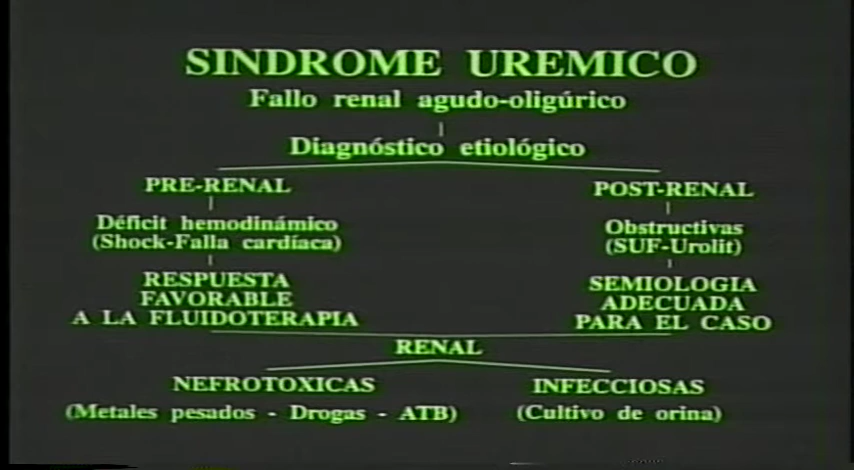 SINDROME UREMICO
Fallo renal agudo-oligúrico
Diagnóstico etiológico
PRE-RENAL
Déficit hemodinámico
(Shock-Falla cardíaca)
RESPUESTA
FAVORABLE
A LA FLUIDOTERAPIA
POST-RENAL
Obstructivas
(SUF-Urolit)
SEMIOLOGIA
ADECUADA
PARA EL CASO
RENAL
NEFROTOXICAS
(Metales pesados - Drogas - ATB)
INFECCIOSAS
(Cultivo de orina)